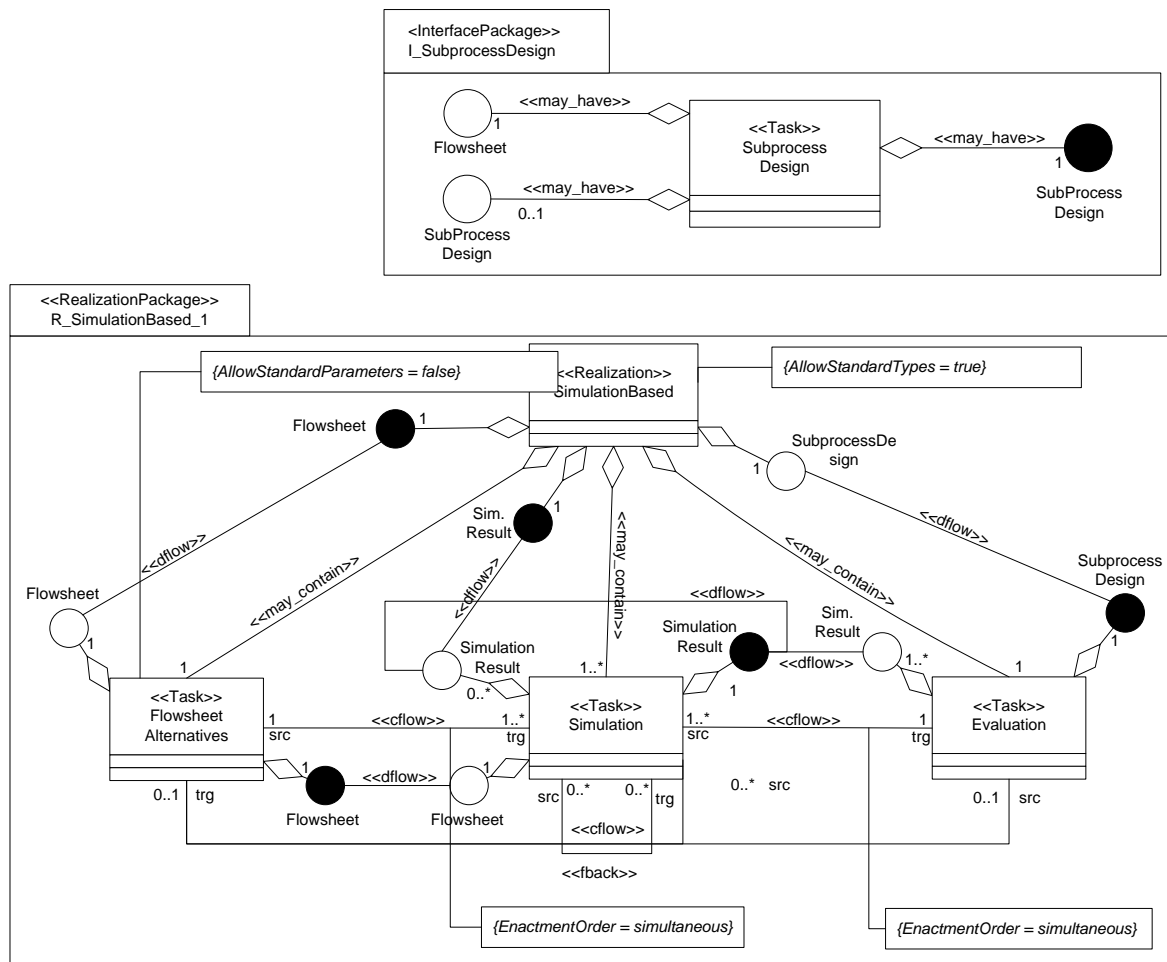 <InterfacePackage>>
I_SubprocessDesign
<<may_have>>
1
Flowsheet
<<Task>>
Subprocess
Design
<<may_have>>
1
SubProcess
Design
<<may_have>>
0..1
SubProcess
Design
<<RealizationPackage>>
R_SimulationBased_1
{AllowStandardParameters = false}
<<Realization>>
SimulationBased
{AllowStandardTypes = true}
Flowsheet
1
SubprocessDe
sign
1
Sim.
Result
1
<<dflow>>
<<may_contain>>
<<dflow>>
<<may_contain>>
<<may_contain>>
<<dflow>>
Subprocess
Design
1
Flowsheet
1
<<dflow>>
Simulation
Result
0..*
Simulation
Result
1
<<dflow>>
Sim.
Result
1..*
1
1..*
1
<<Task>>
Flowsheet
Alternatives
1
src
<<cflow>>
1..*
trg
<<Task>>
Simulation
1..*
src
<<cflow>>
1
trg
<<Task>>
Evaluation
1
Flowsheet
<<dflow>>
1
Flowsheet
0..1
trg
src
0..*
0..*
trg
0..*
src
0..1
src
<<cflow>>
<<fback>>
{EnactmentOrder = simultaneous}
{EnactmentOrder = simultaneous}